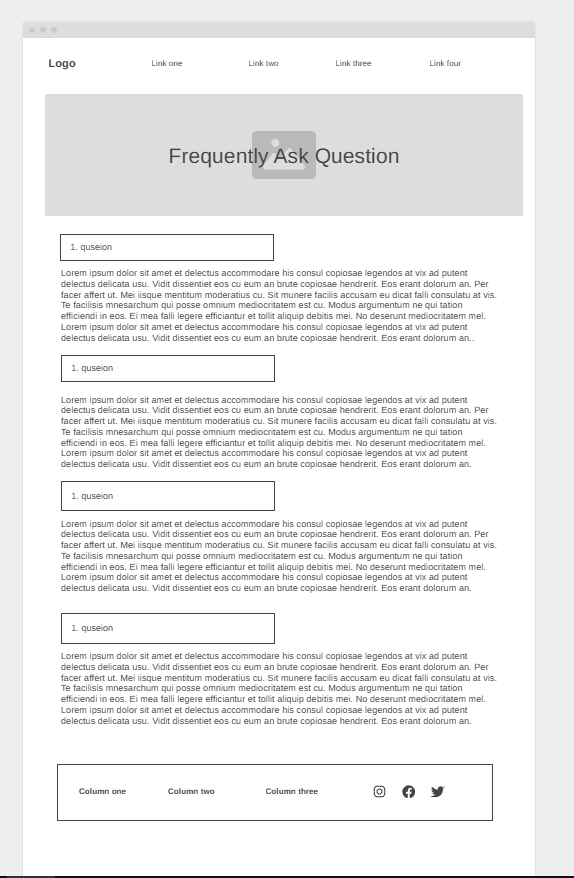 Logo Link one Link two Link three Link four
Frequently Ask Question
1. quseion
Lorem ipsum dolor sit amet et delectus accommodare his consul copiosae legendos at vix ad putent
delectus delicata usu. Vidit dissentiet eos cu eum an brute copiosae hendrerit. Eos erant dolorum an. Per
facer affert ut. Mei iisque mentitum moderatius cu. Sit munere facilis accusam eu dicat falli consulatu at vis.
Te facilisis mnesarchum qui posse omnium mediocritatem est cu. Modus argumentum ne qui tation
efficiendi in eos. Ei mea falli legere efficiantur et tollit aliquip debitis mei. No deserunt mediocritatem mel.
Lorem ipsum dolor sit amet et delectus accommodare his consul copiosae legendos at vix ad putent
delectus delicata usu. Vidit dissentiet eos cu eum an brute copiosae hendrerit. Eos erant dolorum an..
1. quseion
Lorem ipsum dolor sit amet et delectus accommodare his consul copiosae legendos at vix ad putent
delectus delicata usu. Vidit dissentiet eos cu eum an brute copiosae hendrerit. Eos erant dolorum an. Per
facer affert ut. Mei iisque mentitum moderatius cu. Sit munere facilis accusam eu dicat falli consulatu at vis.
Te facilisis mnesarchum qui posse omnium mediocritatem est cu. Modus argumentum ne qui tation
efficiendi in eos. Ei mea falli legere efficiantur et tollit aliquip debitis mei. No deserunt mediocritatem mel.
Lorem ipsum dolor sit amet et delectus accommodare his consul copiosae legendos at vix ad putent
delectus delicata usu. Vidit dissentiet eos cu eum an brute copiosae hendrerit. Eos erant dolorum an.
1. quseion
Lorem ipsum dolor sit amet et delectus accommodare his consul copiosae legendos at vix ad putent
delectus delicata usu. Vidit dissentiet eos cu eum an brute copiosae hendrerit. Eos erant dolorum an. Per
facer affert ut. Mei iisque mentitum moderatius cu. Sit munere facilis accusam eu dicat falli consulatu at vis.
Te facilisis mnesarchum qui posse omnium mediocritatem est cu. Modus argumentum ne qui tation
efficiendi in eos. Ei mea falli legere efficiantur et tollit aliquip debitis mei. No deserunt mediocritatem mel.
Lorem ipsum dolor sit amet et delectus accommodare his consul copiosae legendos at vix ad putent
delectus delicata usu. Vidit dissentiet eos cu eum an brute copiosae hendrerit. Eos erant dolorum an.
1. quseion
Lorem ipsum dolor sit amet et delectus accommodare his consul copiosae legendos at vix ad putent
delectus delicata usu. Vidit dissentiet eos cu eum an brute copiosae hendrerit. Eos erant dolorum an. Per
facer affert ut. Mei iisque mentitum moderatius cu. Sit munere facilis accusam eu dicat falli consulatu at vis.
Te facilisis mnesarchum qui posse omnium mediocritatem est cu. Modus argumentum ne qui tation
efficiendi in eos. Ei mea falli legere efficiantur et tollit aliquip debitis mei. No deserunt mediocritatem mel.
Lorem ipsum dolor sit amet et delectus accommodare his consul copiosae legendos at vix ad putent
delectus delicata usu. Vidit dissentiet eos cu eum an brute copiosae hendrerit. Eos erant dolorum an.
Column one Column two Column three